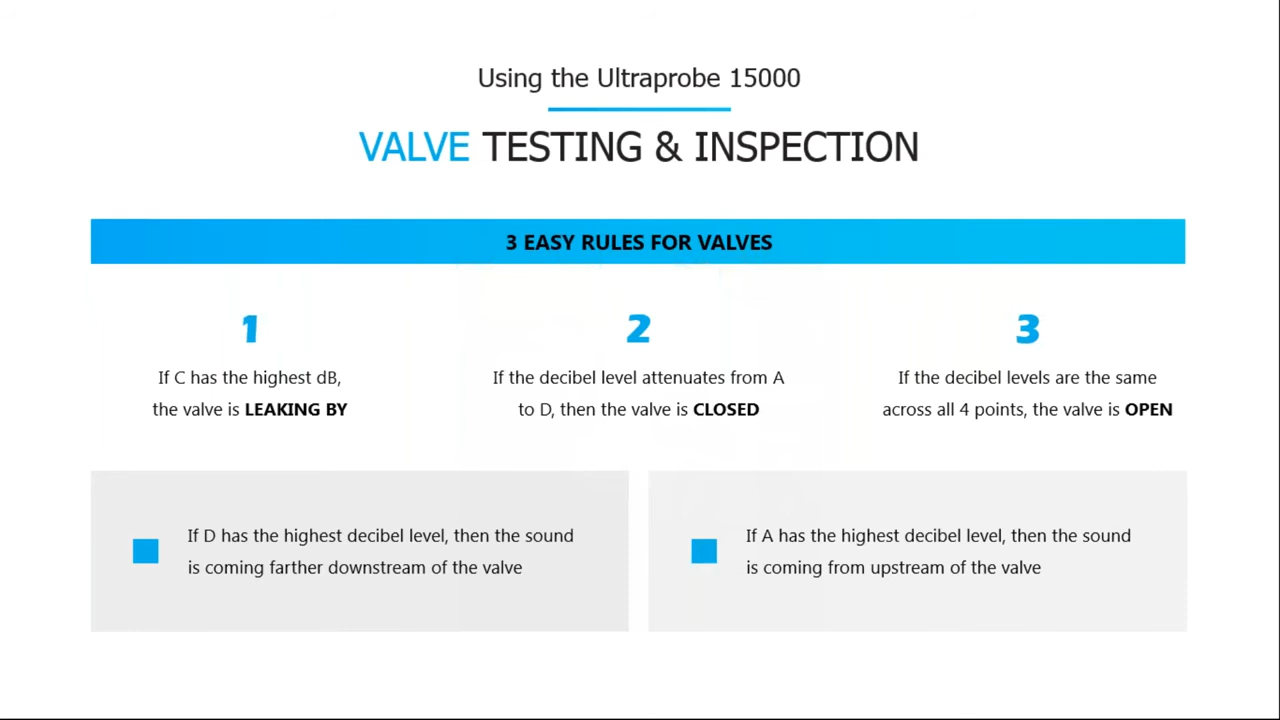 Using the Ultraprobe 15000
VALVE TESTING & INSPECTION
3 EASY RULES FOR VALVES
1
If C has the highest dB,
the valve is LEAKING BY
2
If the decibel level attenuates from A
to D, then the valve is CLOSED
3
If the decibel levels are the same
across all 4 points, the valve is OPEN
If D has the highest decibel level, then the sound
is coming farther downstream of the valve
If A has the highest decibel level, then the sound
is coming from upstream of the valve